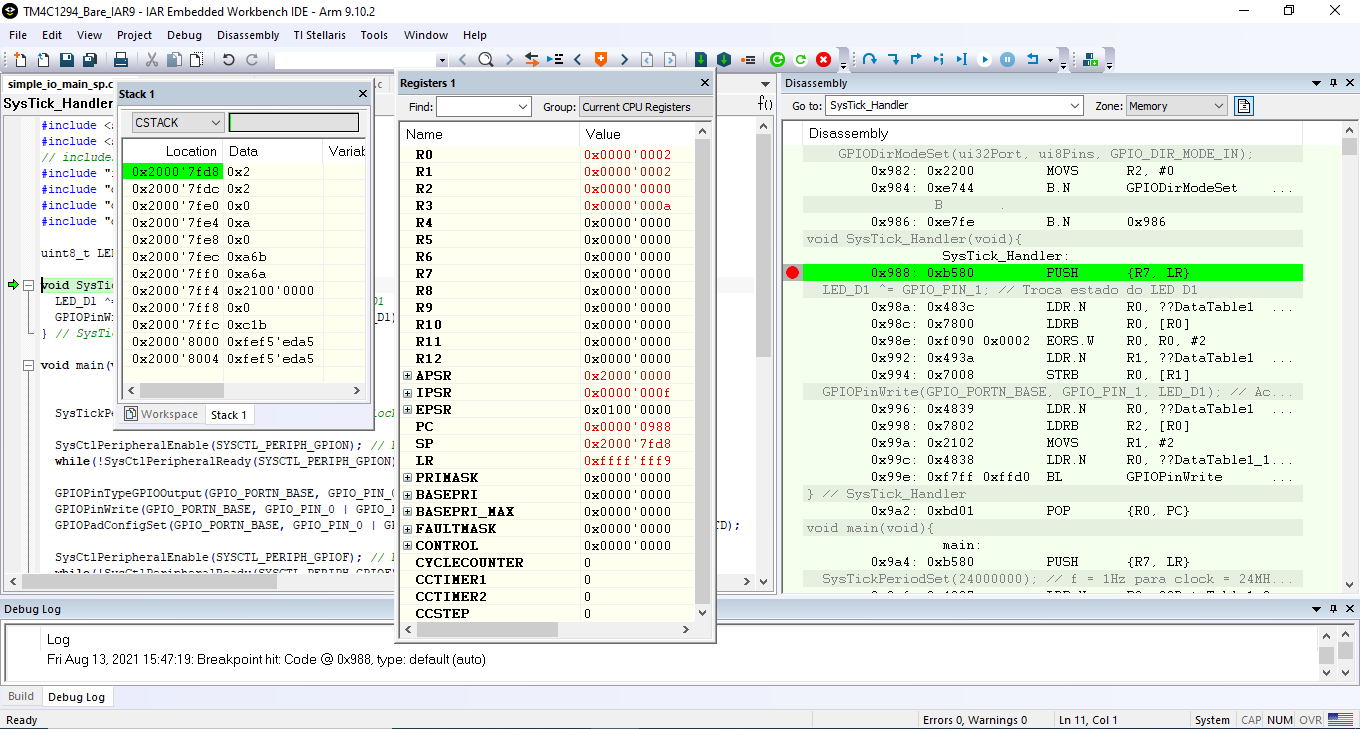 TM4C1294_Bare_IAR9 - IAR Embedded Workbench IDE - Arm 9.10.2
File Edit View Project Debug Disassembly TI Stellaris Tools Window Help
simple_io_main_sp.c
SysTick_Handler
f()
#include <
#include <
// include
#include "
#include "
#include "
#include "
uint8_t LED
void SysTic
LED_D1 ^=
GPIOPinWr
} // SysTi
void main(v
SysTickPe
SysCtlPeripheralEnable(SYSCTL_PERIPH_GPION); //
while(!SysCtlPeripheralReady(SYSCTL_PERIPH_GPION)
GPIOPinTypeGPIOOutput(GPIO_PORTN_BASE, GPIO_PIN_0
GPIOPinWrite(GPIO_PORTN_BASE, GPIO_PIN_0 | GPIO_P
GPIOPadConfigSet(GPIO_PORTN_BASE, GPIO_PIN_0 | GP
SysCtlPeripheralEnable(SYSCTL_PERIPH_GPIOF); //
while(!SysCtlPeripheralReady(SYSCTL_PERIPH_GPIOF)
Stack 1
CSTACK
Location Data Variab
0x2000'7fd8 0x2
0x2000'7fdc 0x2
0x2000'7fe0 0x0
0x2000'7fe4 0xa
0x2000'7fe8 0x0
0x2000'7fec 0xa6b
0x2000'7ff0 0xa6a
0x2000'7ff4 0x2100'0000
0x2000'7ff8 0x0
0x2000'7ffc 0xc1b
0x2000'8000 0xfef5'eda5
0x2000'8004 0xfef5'eda5
Workspace Stack 1
Registers 1
Find: Group: Current CPU Registers
Name Value
R0 0x0000'0002
R1 0x0000'0002
R2 0x0000'0000
R3 0x0000'000a
R4 0x0000'0000
R5 0x0000'0000
R6 0x0000'0000
R7 0x0000'0000
R8 0x0000'0000
R9 0x0000'0000
R10 0x0000'0000
R11 0x0000'0000
R12 0x0000'0000
APSR 0x2000'0000
IPSR 0x0000'000f
EPSR 0x0100'0000
PC 0x0000'0988
SP 0x2000'7fd8
LR 0xffff'fff9
PRIMASK 0x0000'0000
BASEPRI 0x0000'0000
BASEPRI_MAX 0x0000'0000
FAULTMASK 0x0000'0000
CONTROL 0x0000'0000
CYCLECOUNTER 0
CCTIMER1 0
CCTIMER2 0
CCSTEP 0
Disassembly
Go to: SysTick_Handler Zone: Memory
Disassembly
GPIODirModeSet(ui32Port, ui8Pins, GPIO_DIR_MODE_IN);
0x982: 0x2200 MOVS R2, #0
0x984: 0xe744 B.N GPIODirModeSet ...
B .
0x986: 0xe7fe B.N 0x986
void SysTick_Handler(void){
SysTick_Handler:
0x988: 0xb580 PUSH {R7, LR}
LED_D1 ^= GPIO_PIN_1; // Troca estado do LED D1
0x98a: 0x483c LDR.N R0, ??DataTable1 ...
0x98c: 0x7800 LDRB R0, [R0]
0x98e: 0xf090 0x0002 EORS.W R0, R0, #2
0x992: 0x493a LDR.N R1, ??DataTable1 ...
0x994: 0x7008 STRB R0, [R1]
GPIOPinWrite(GPIO_PORTN_BASE, GPIO_PIN_1, LED_D1); // Ac...
0x996: 0x4839 LDR.N R0, ??DataTable1 ...
0x998: 0x7802 LDRB R2, [R0]
0x99a: 0x2102 MOVS R1, #2
0x99c: 0x4838 LDR.N R0, ??DataTable1_1...
0x99e: 0xf7ff 0xffd0 BL GPIOPinWrite ...
} // SysTick_Handler
0x9a2: 0xbd01 POP {R0, PC}
void main(void){
main:
0x9a4: 0xb580 PUSH {R7, LR}
SysTickPeriodSet(24000000); // f = 1Hz para clock = 24MH...
Debug Log
Log
Fri Aug 13, 2021 15:47:19: Breakpoint hit: Code @ 0x988, type: default (auto)
Build Debug Log
Ready Errors 0, Warnings 0 Ln 11, Col 1 System CAP NUM OVR